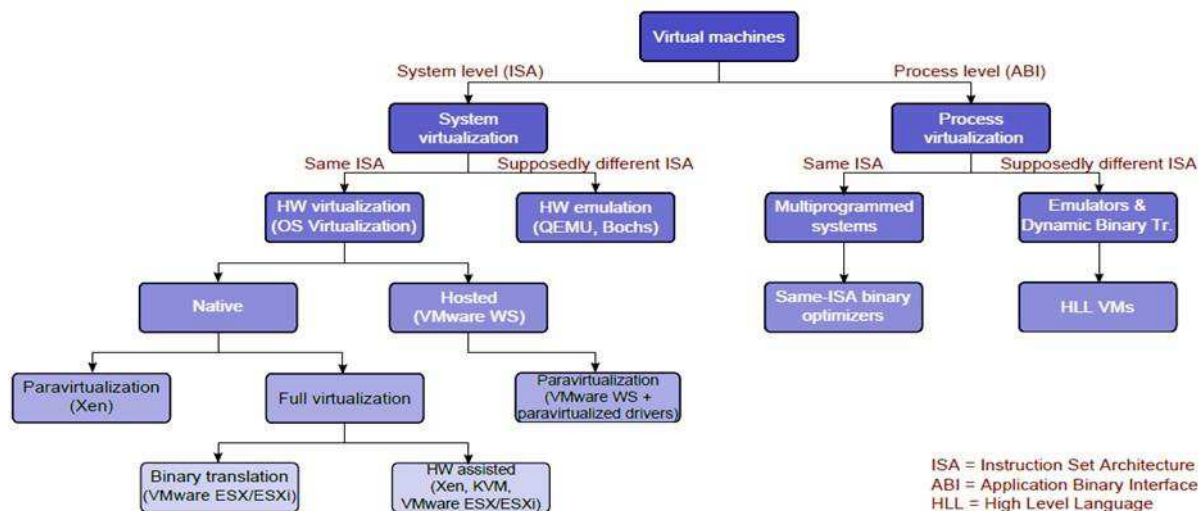 Virtual machines
System level (ISA)
Process level (ABI)
System
virtualization
Process
virtualization
Same ISA
Supposedly different ISA
Same ISA
Supposedly different ISA
HW virtualization
(OS Virtualization)
HW emulation
(QEMU, Bochs)
Multiprogrammed
systems
Emulators &
Dynamic Binary Tr.
Native
Hosted
(VMware WS)
Same-ISA binary
optimizers
HLL VMs
Paravirtualization
(Xen)
Full virtualization
Paravirtualization
(VMware WS +
paravirtualized drivers)
Binary translation
(VMware ESX/ESXi)
HW assisted
(Xen, KVM,
VMware ESX/ESXi)
ISA = Instruction Set Architecture
ABI = Application Binary Interface
HLL = High Level Language